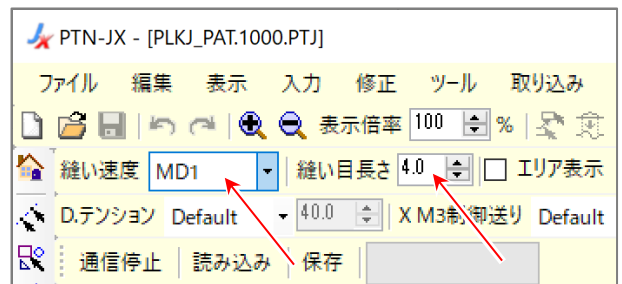 PTN-JX - [PLKJ_PAT.1000.PTJ]
ファイル 編集 表示 入力 修正 ツール 取り込み
表示倍率 100 %
縫い速度 MD1 縫い目長さ 4.0 エリア表示
D.テンション Default 40.0 X M3制御送り Default
通信停止 読み込み 保存